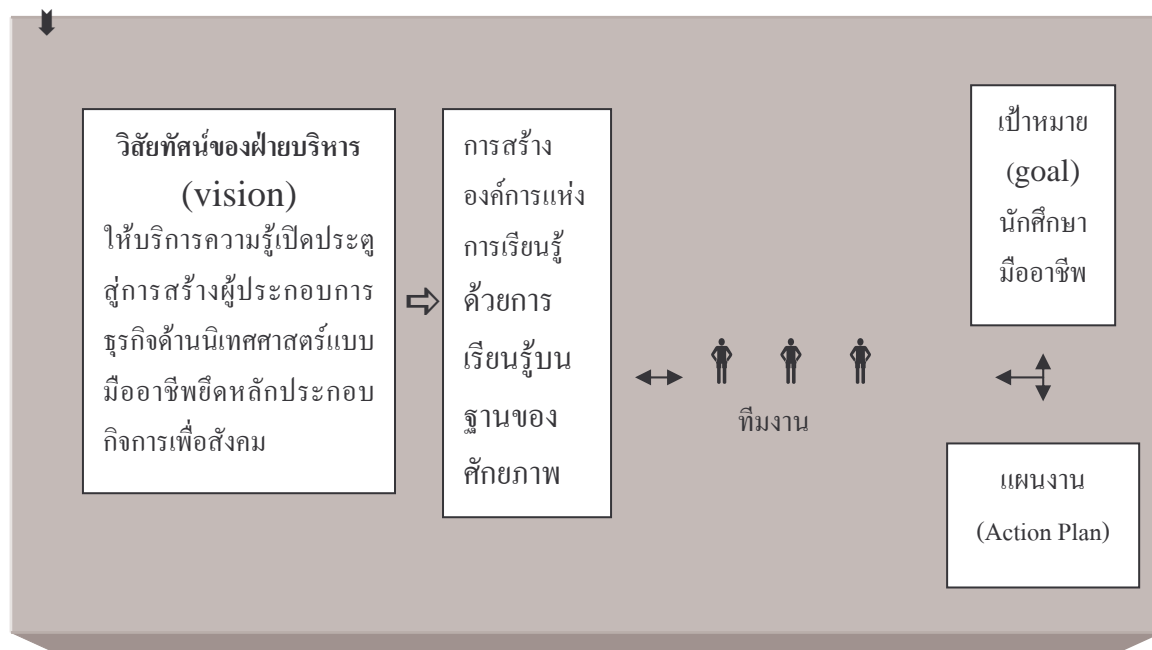 วิสัยทัศน์ของฝ่ายบริหาร
(vision)
ให้บริการความรู้เปิดประตู
สู่การสร้างผู้ประกอบการ
ธุรกิจด้านนิเทศศาสตร์แบบ
มืออาชีพยึดหลักประกอบ
กิจการเพื่อสังคม
การสร้าง
องค์การแห่ง
การเรียนรู้
ด้วยการ
เรียนรู้บน
ฐานของ
ศักยภาพ
ทีมงาน
เป้าหมาย
(goal)
นักศึกษา
มืออาชีพ
แผนงาน
(Action Plan)